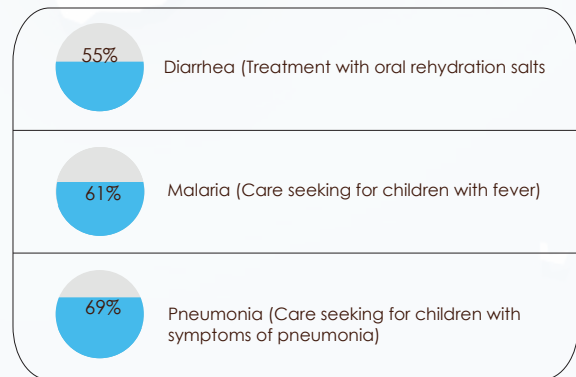 55%
Diarrhea (Treatment with oral rehydration salts
61%
Malaria (Care seeking for children with fever)
69%
Pneumonia (Care seeking for children with
symptoms of pneumonia)